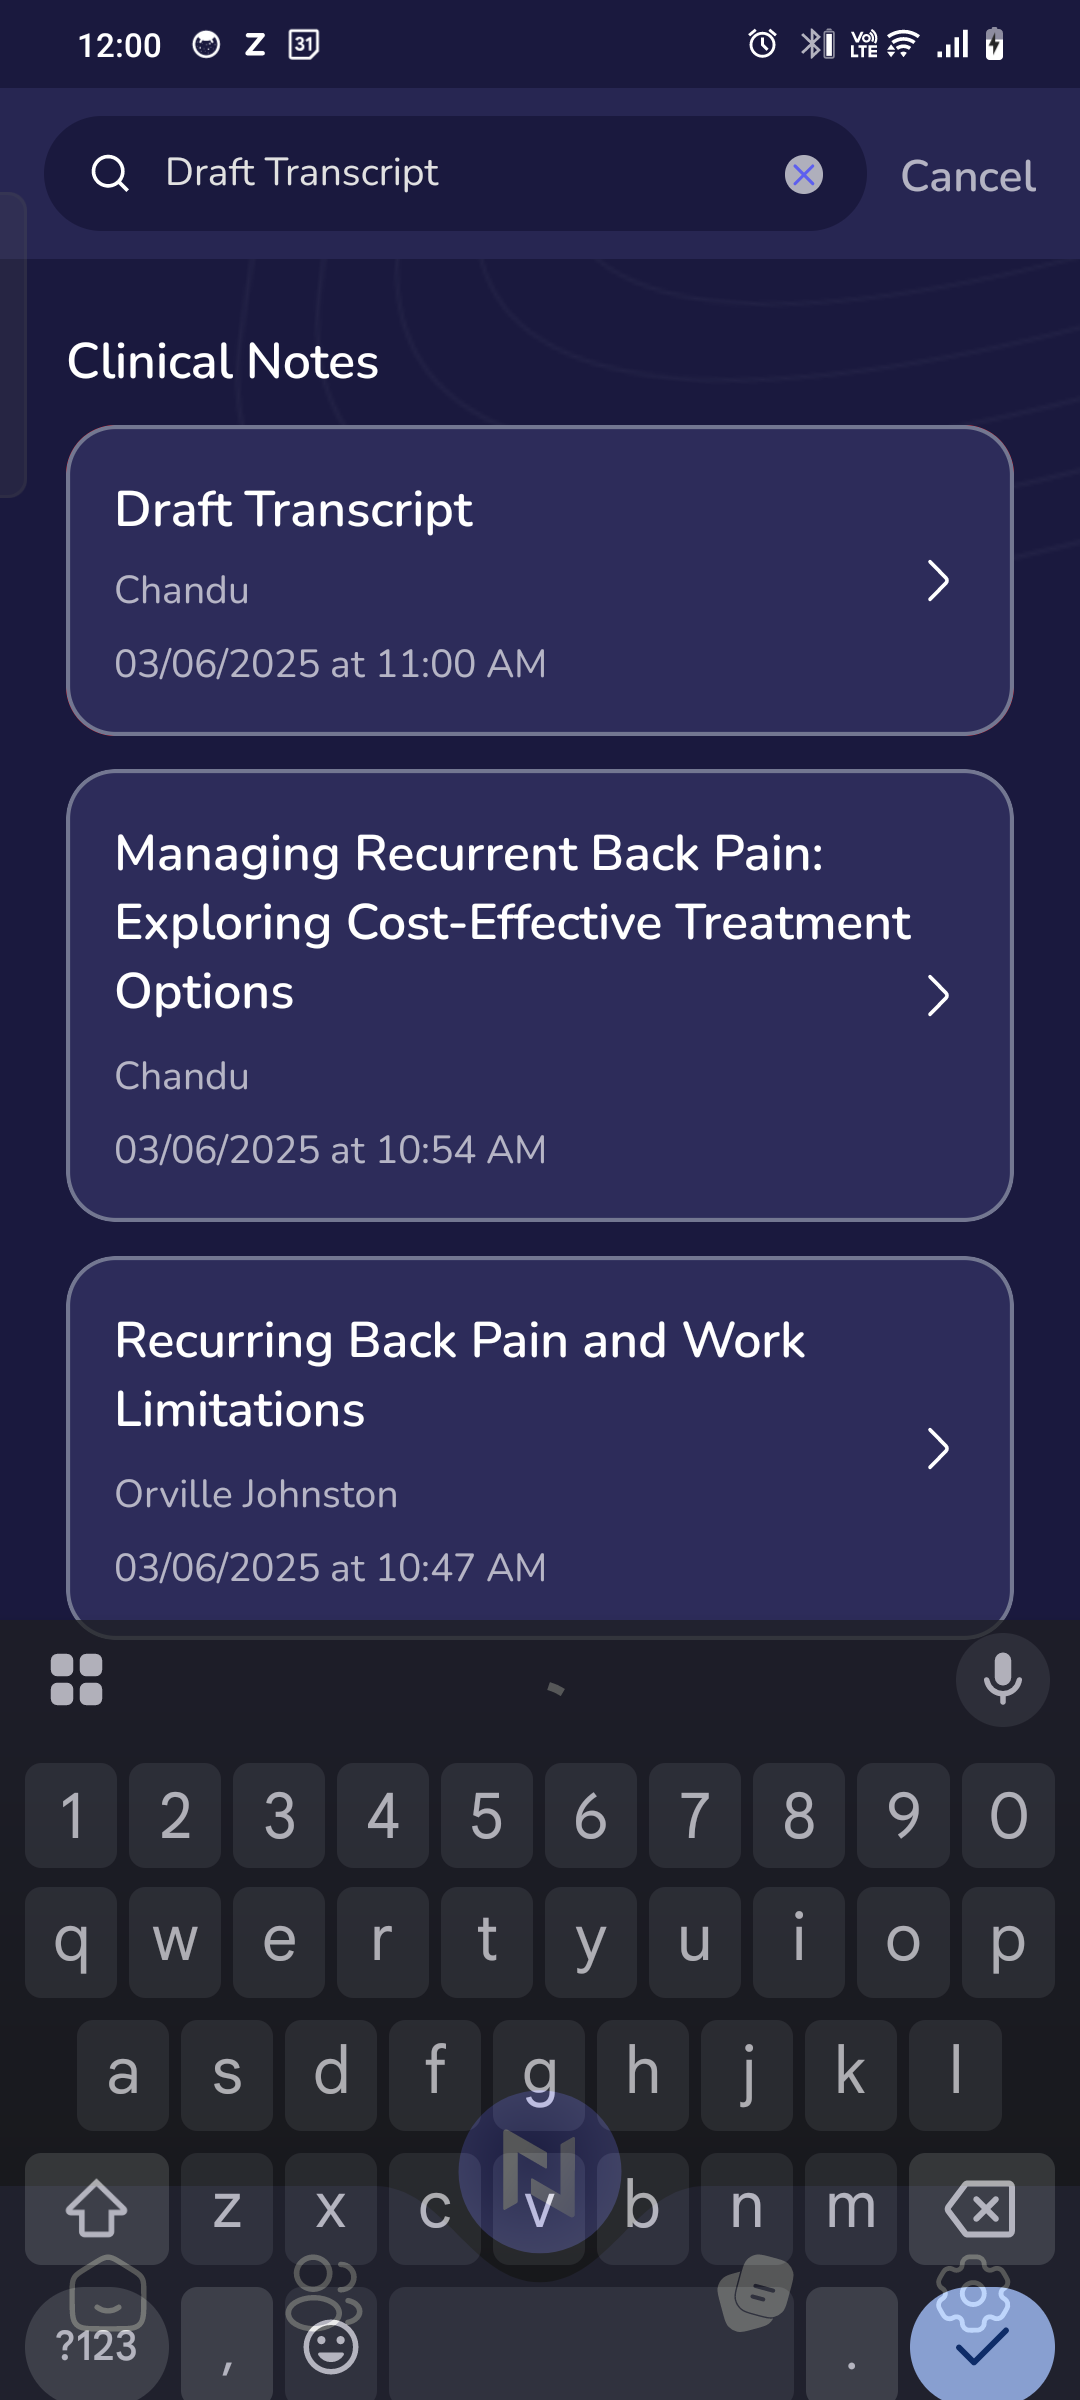 12:00 Z 31 Vo) LTE
Draft Transcript
Cancel
Clinical Notes
Draft Transcript
Chandu
03/06/2025 at 11:00 AM
Managing Recurrent Back Pain:
Exploring Cost-Effective Treatment
Options
Chandu
03/06/2025 at 10:54 AM
Recurring Back Pain and Work
Limitations
Orville Johnston
03/06/2025 at 10:47 AM
1 2 3 4 5 6 7 8 9 0
q w e r t y u i o p
a s d f g h j k l
z x c v b n m
?123 , .